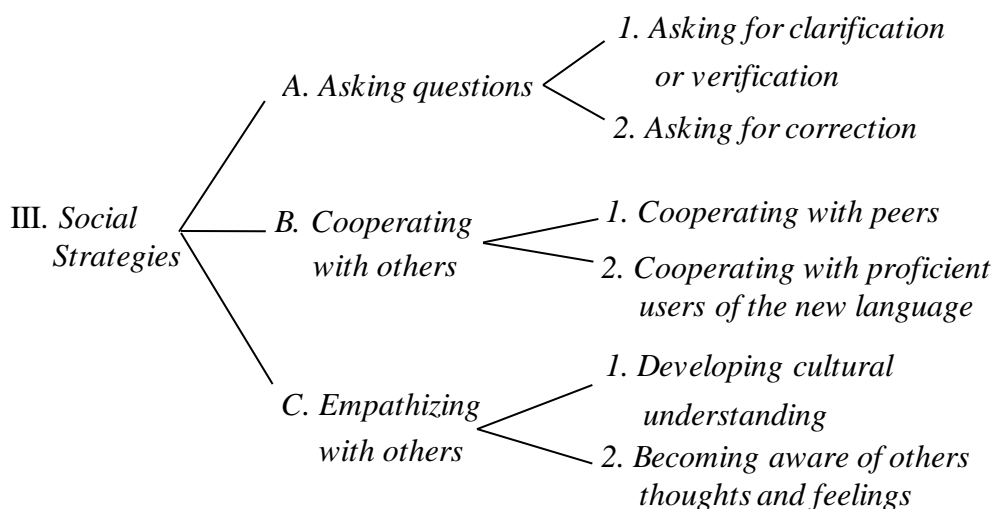 1. Asking for clarification
or verification
A. Asking questions
2. Asking for correction
III. Social
Strategies
B. Cooperating
with others
1. Cooperating with peers
2. Cooperating with proficient
users of the new language
C. Empathizing
with others
1. Developing cultural
understanding
2. Becoming aware of others
thoughts and feelings